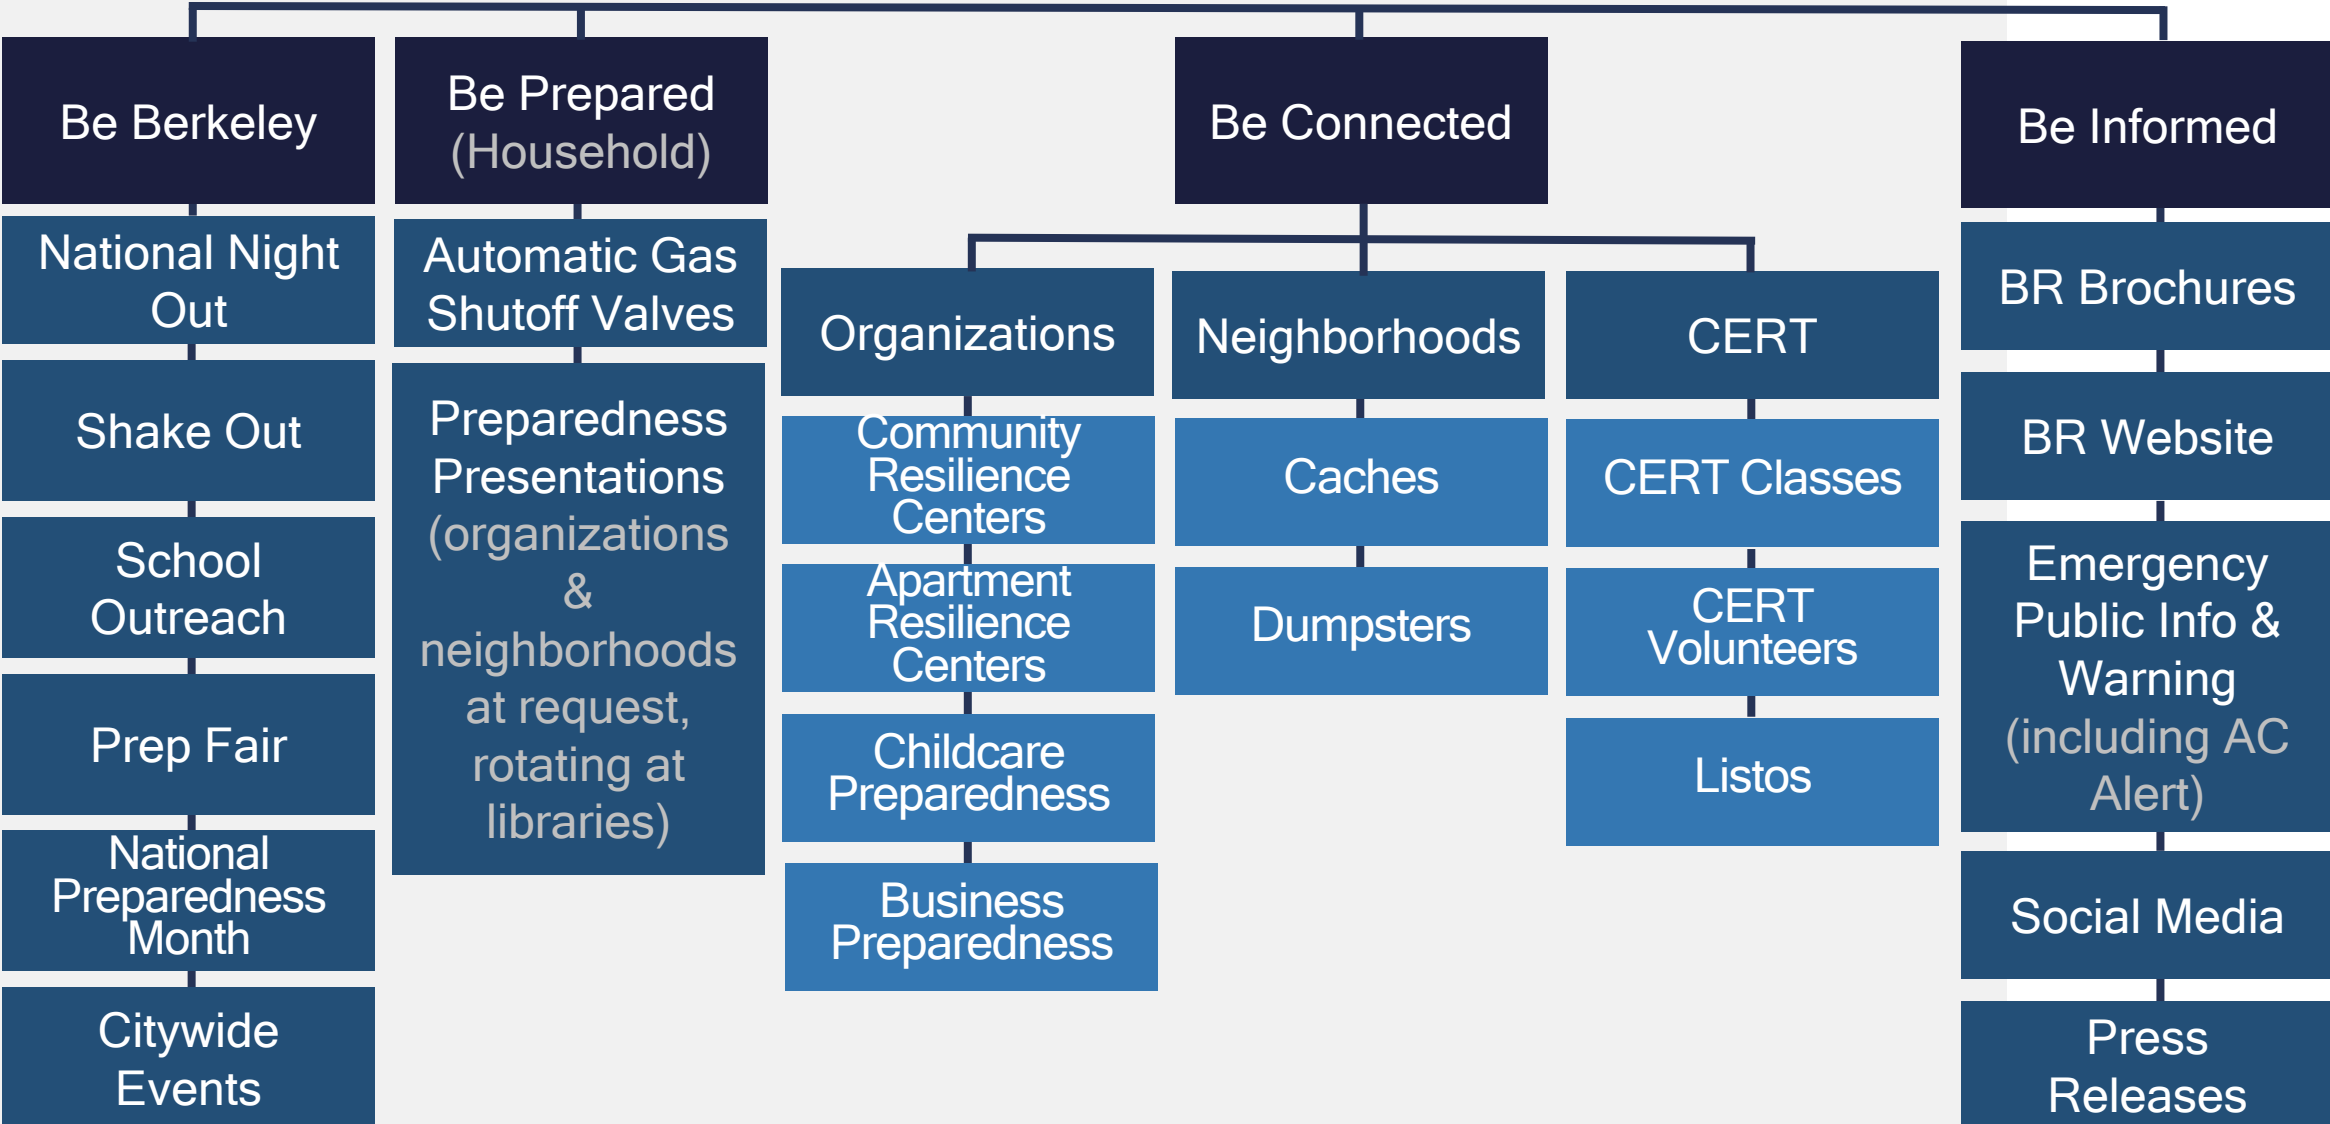 Be Berkeley
National Night
Out
Shake Out
School
Outreach
Prep Fair
National
Preparedness
Month
Citywide
Events
Be Prepared
(Household)
Automatic Gas
Shutoff Valves
Preparedness
Presentations
(organizations
&
neighborhoods
at request,
rotating at
libraries)
Be Connected
Organizations
Community
Resilience
Centers
Apartment
Resilience
Centers
Childcare
Preparedness
Business
Preparedness
Neighborhoods
Caches
Dumpsters
CERT
CERT Classes
CERT
Volunteers
Listos
Be Informed
BR Brochures
BR Website
Emergency
Public Info &
Warning
(including AC
Alert)
Social Media
Press
Releases